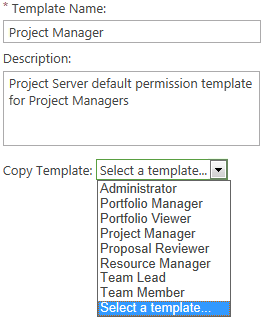 * Template Name:
Project Manager
Description:
Project Server default permission template
for Project Managers
Copy Template: Select a template...
Administrator
Portfolio Manager
Portfolio Viewer
Project Manager
Proposal Reviewer
Resource Manager
Team Lead
Team Member
Select a template...